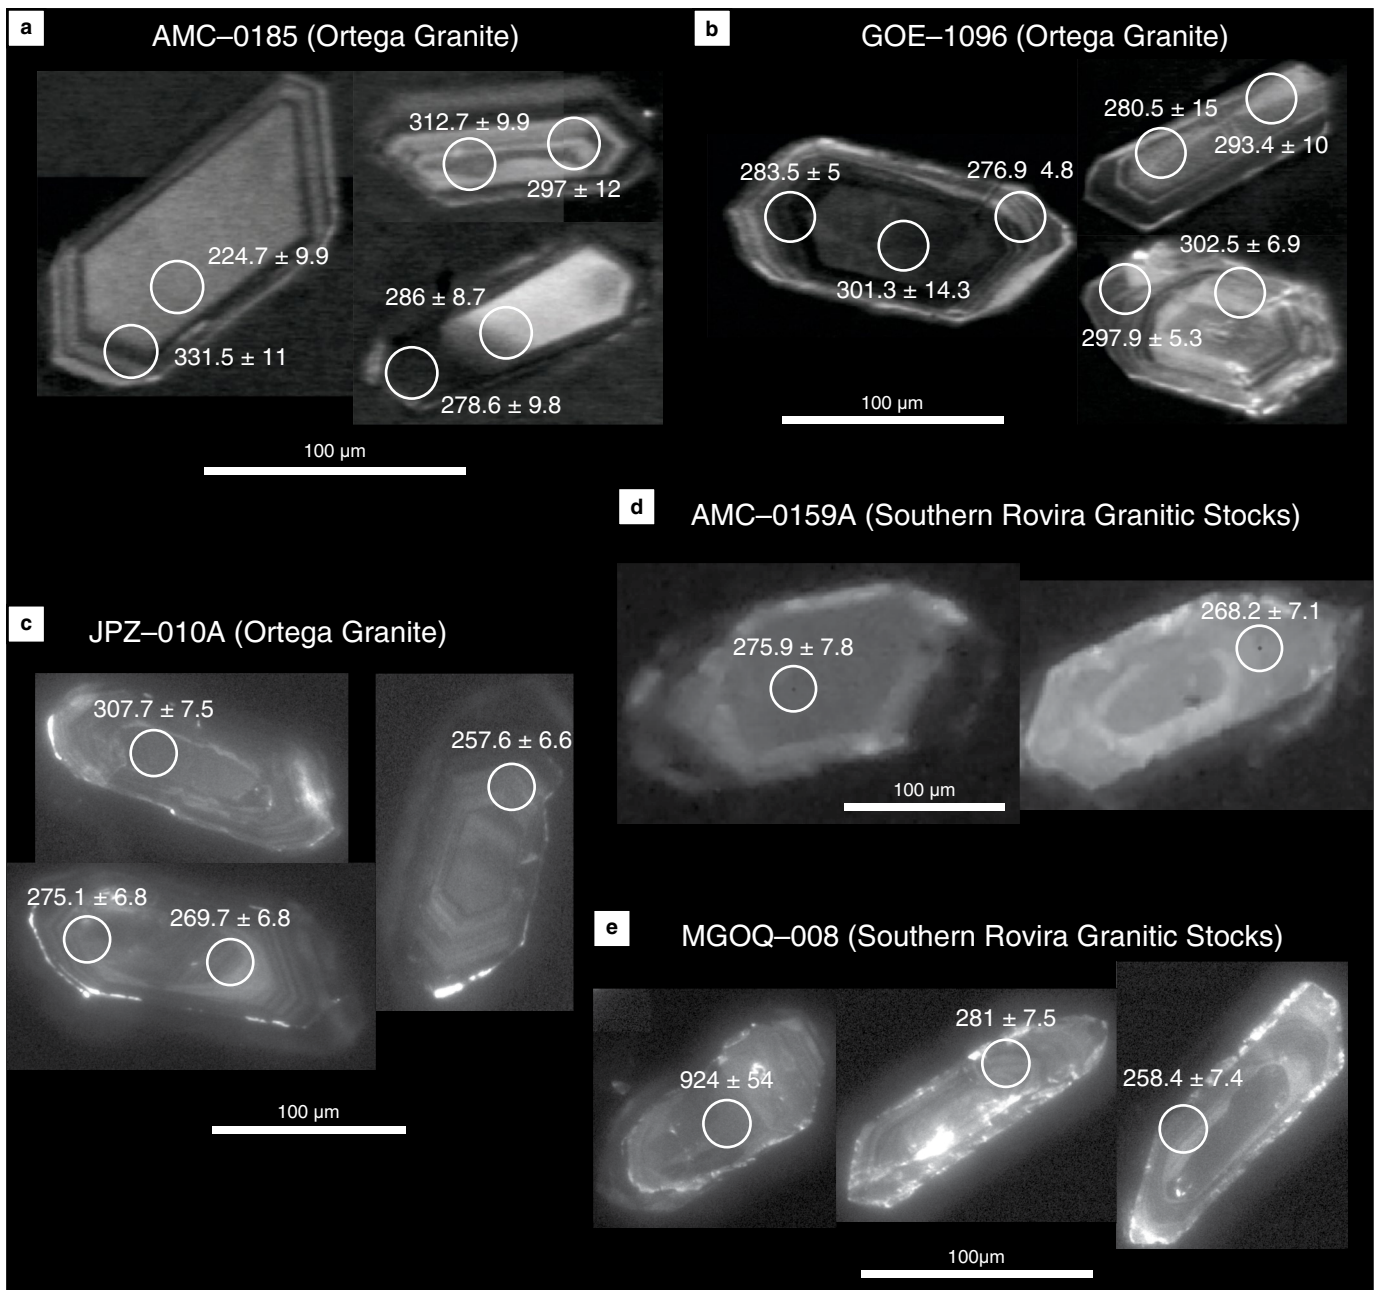 a
AMC–0185 (Ortega Granite)
312.7 ± 9.9
297 ± 12
224.7 ± 9.9
286 ± 8.7
331.5 ± 11
278.6 ± 9.8
100 µm
b
GOE–1096 (Ortega Granite)
280.5 ± 15
293.4 ± 10
283.5 ± 5
276.9 4.8
302.5 ± 6.9
301.3 ± 14.3
297.9 ± 5.3
100 µm
c
JPZ–010A (Ortega Granite)
307.7 ± 7.5
257.6 ± 6.6
275.1 ± 6.8
269.7 ± 6.8
100 µm
d
AMC–0159A (Southern Rovira Granitic Stocks)
275.9 ± 7.8
268.2 ± 7.1
100 µm
e
MGOQ–008 (Southern Rovira Granitic Stocks)
924 ± 54
281 ± 7.5
258.4 ± 7.4
100µm